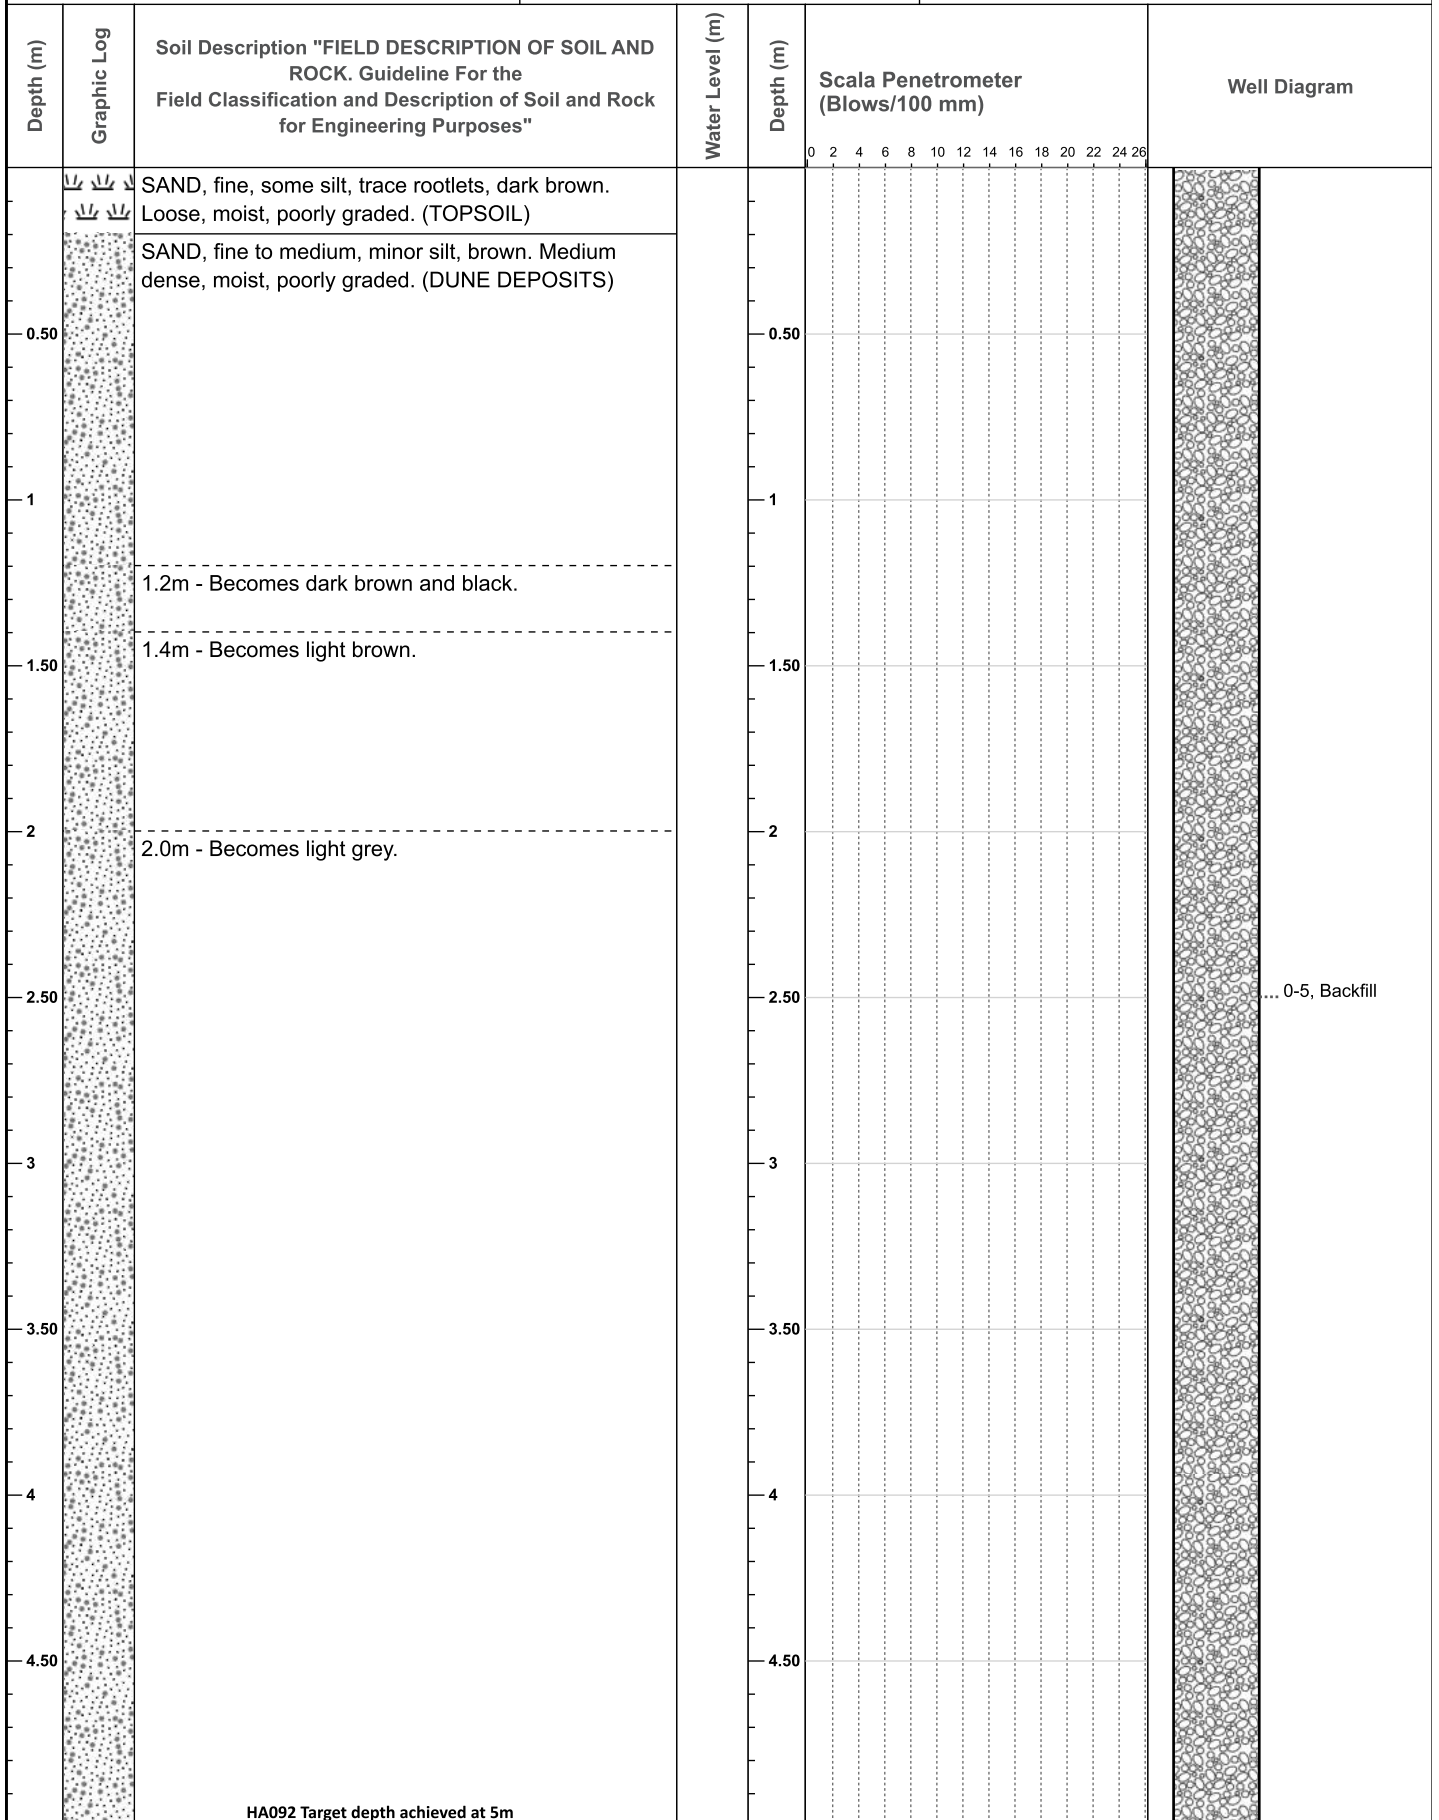 Depth (m)
Graphic Log
Soil Description "FIELD DESCRIPTION OF SOIL AND
ROCK. Guideline For the
Field Classification and Description of Soil and Rock
for Engineering Purposes"
Water Level (m)
Depth (m)
Scala Penetrometer
(Blows/100 mm)
0 2 4 6 8 10 12 14 16 18 20 22 24 26
Well Diagram
SAND, fine, some silt, trace rootlets, dark brown.
Loose, moist, poorly graded. (TOPSOIL)
SAND, fine to medium, minor silt, brown. Medium
dense, moist, poorly graded. (DUNE DEPOSITS)
0.50 0.50
1 1
1.2m - Becomes dark brown and black.
1.4m - Becomes light brown.
1.50 1.50
2 2
2.0m - Becomes light grey.
2.50 2.50 0-5, Backfill
3 3
3.50 3.50
4 4
4.50 4.50
HA092 Target depth achieved at 5m